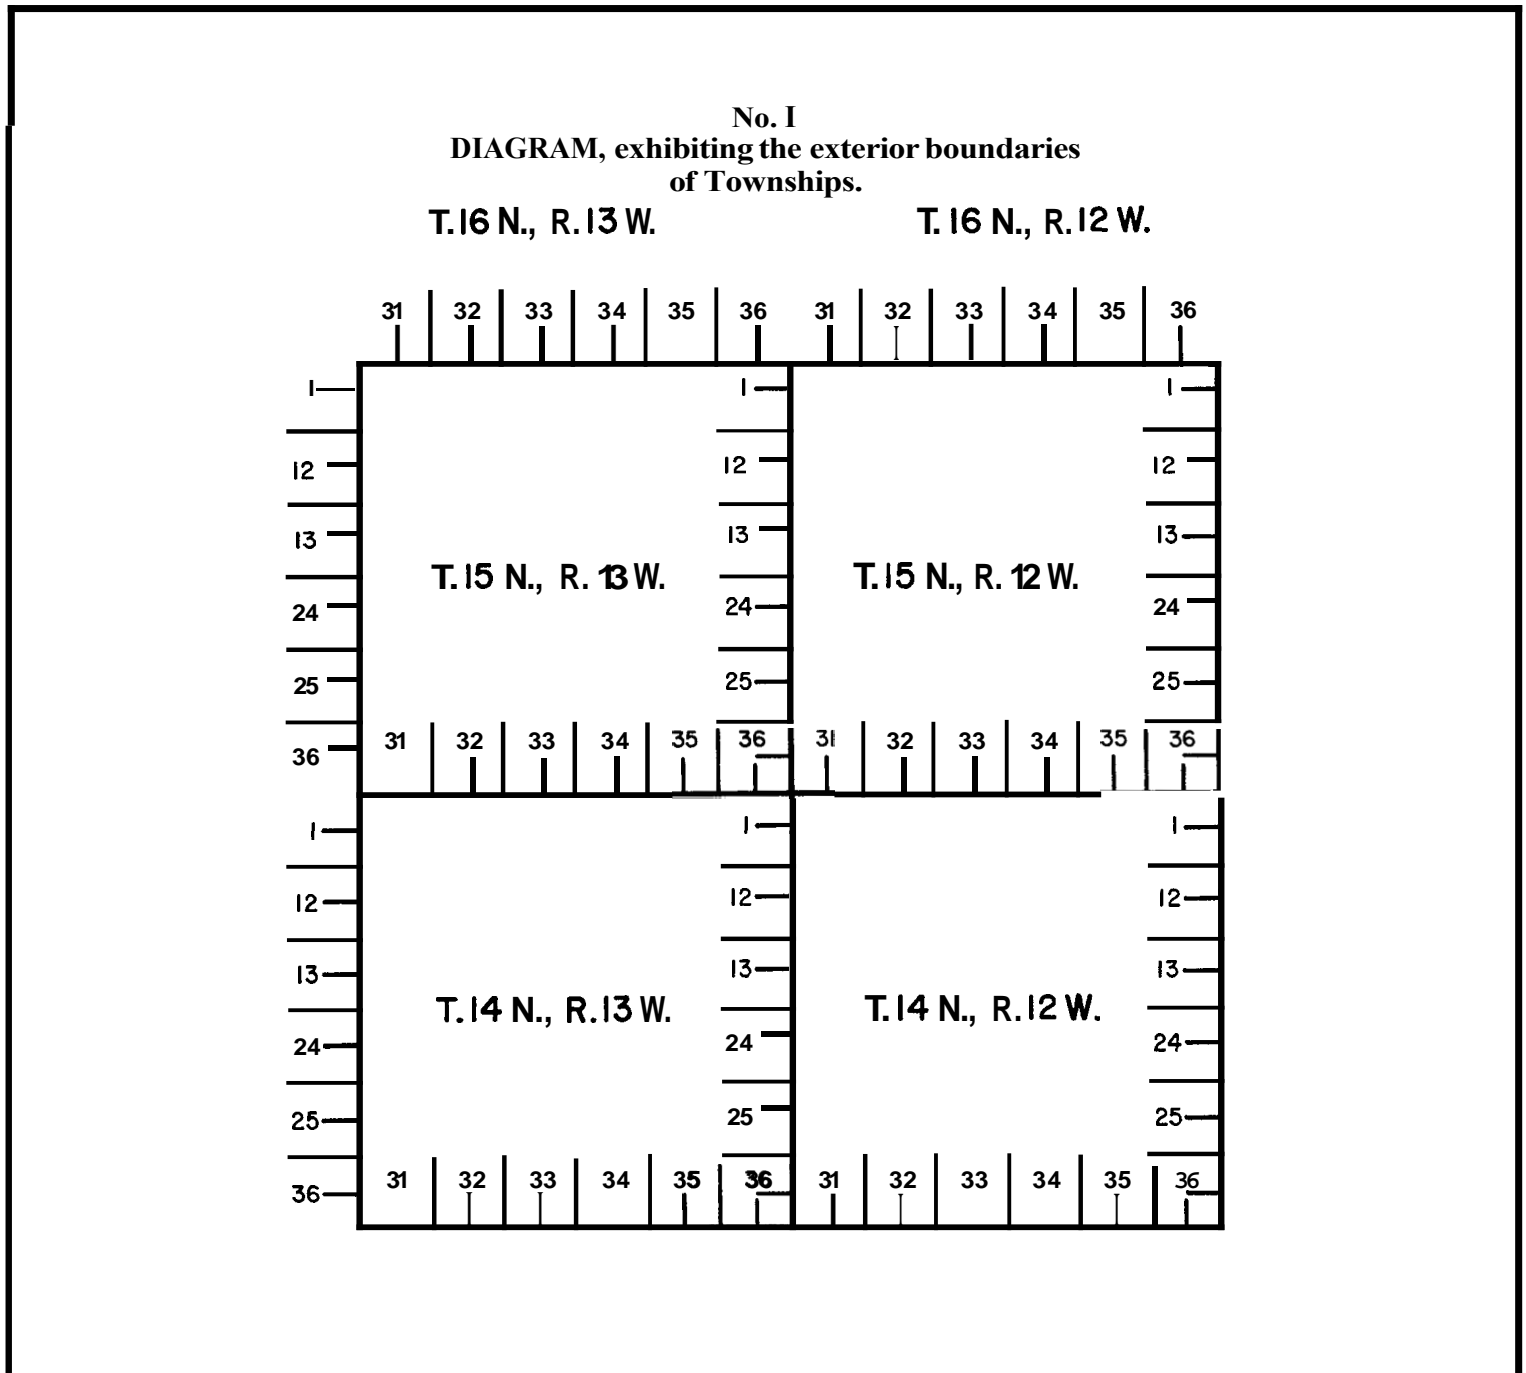 No. I
DIAGRAM, exhibiting the exterior boundaries
of Townships.
T. 16 N., R. 13 W. T. 16 N., R. 12 W.
31 32 33 34 35 36 31 32 33 34 35 36
1 1 1
12 12 12
13 13 13
T. 15 N., R. 13 W. T. 15 N., R. 12 W.
24 24 24
25 25 25
36 31 32 33 34 35 36 31 32 33 34 35 36
1 1 1
12 12 12
13 13 13
T. 14 N., R. 13 W. T. 14 N., R. 12 W.
24 24 24
25 25 25
36 31 32 33 34 35 36 31 32 33 34 35 36